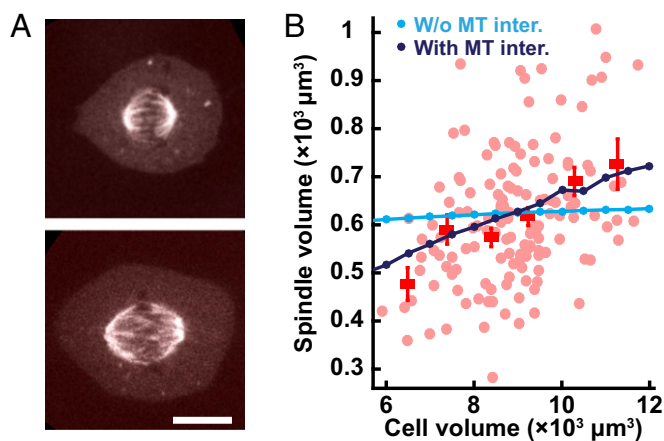 A
B
W/o MT inter.
With MT inter.
Spindle volume (×10³ μm³)
1
0.9
0.8
0.7
0.6
0.5
0.4
0.3
6 8 10 12
Cell volume (×10³ μm³)